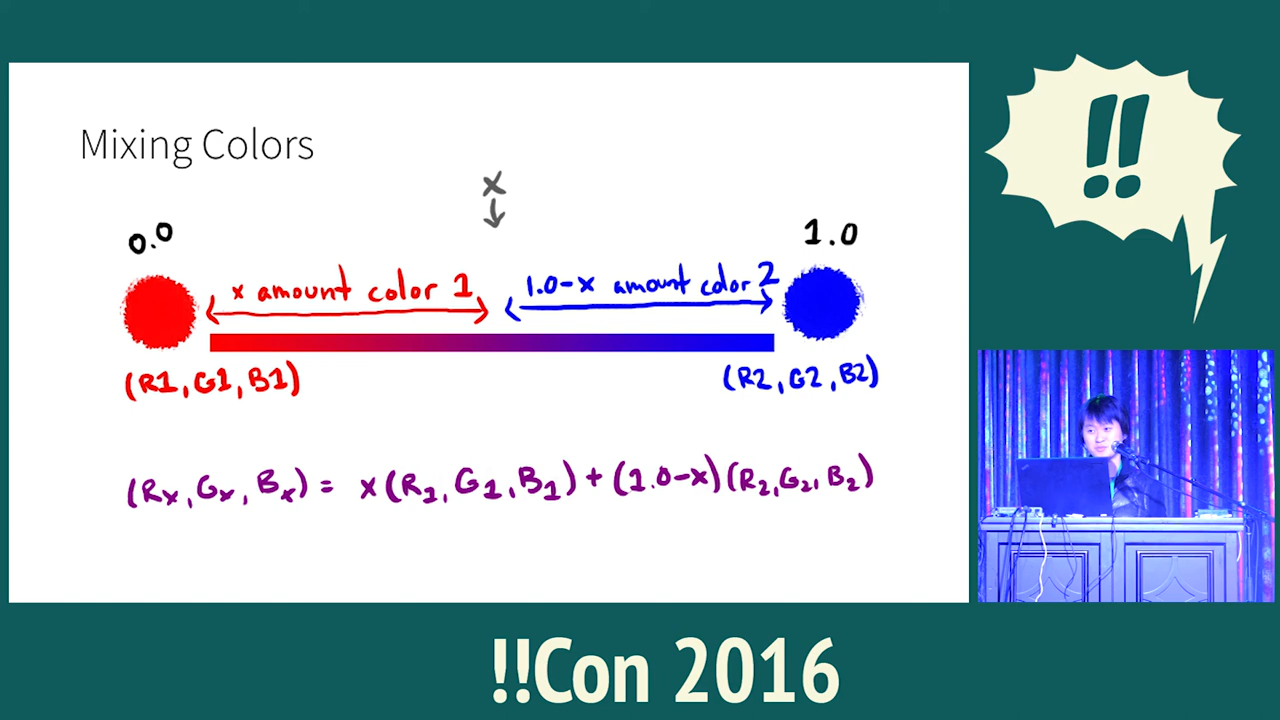 Mixing Colors
x
0.0
1.0
x amount color 1
1.0-x amount color 2
(R1, G1, B1)
(R2, G2, B2)
(Rx, Gx, Bx) = x(R1, G1, B1) + (1.0-x)(R2, G2, B2)
!!
!!Con 2016